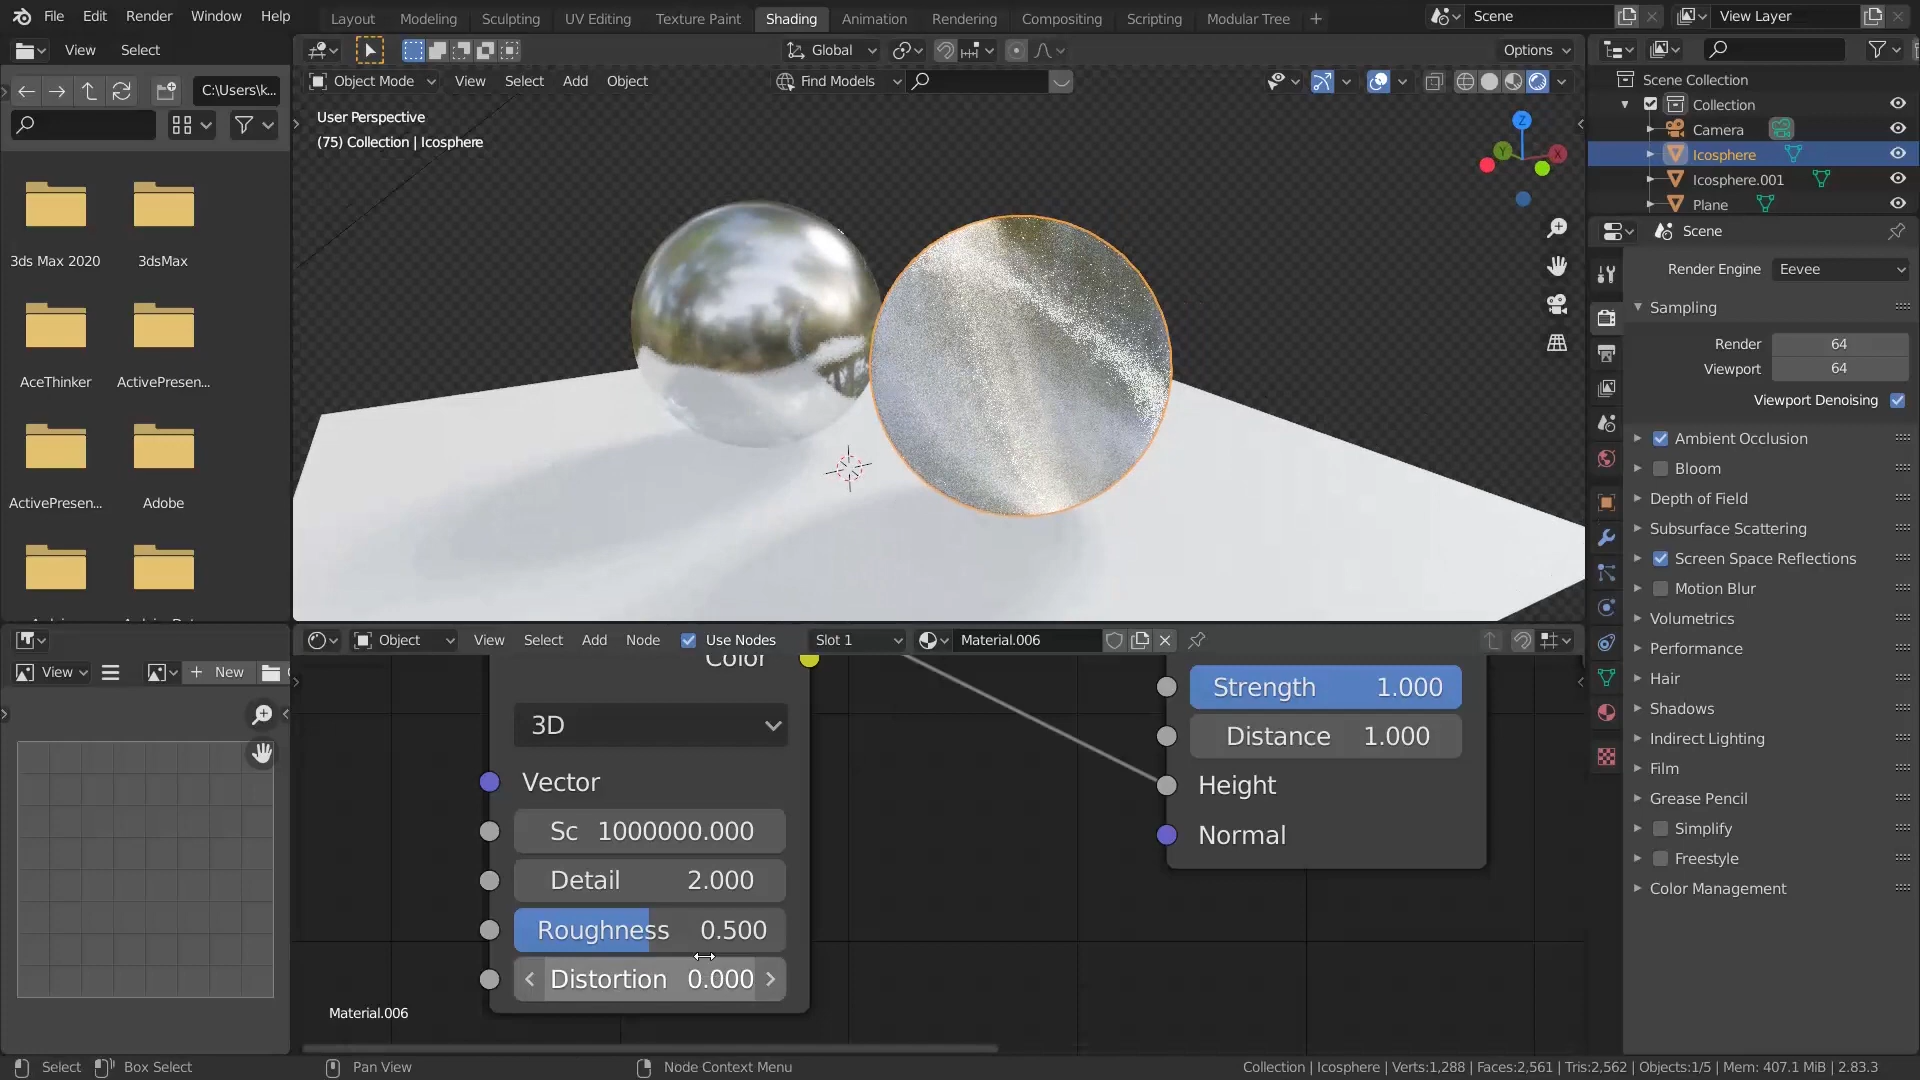 File Edit Render Window Help
Layout Modeling Sculpting UV Editing Texture Paint Shading Animation Rendering Compositing Scripting Modular Tree +
Scene View Layer
View Select
Global Options
C:\Users\k...
Object Mode View Select Add Object
Find Models
User Perspective
(75) Collection | Icosphere
Z
Y
X
Scene Collection
Collection
Camera
Icosphere
Icosphere.001
Plane
Scene
Render Engine Eevee
Sampling
Render 64
Viewport 64
Viewport Denoising
Ambient Occlusion
Bloom
Depth of Field
Subsurface Scattering
Screen Space Reflections
Motion Blur
Volumetrics
Performance
Hair
Shadows
Indirect Lighting
Film
Grease Pencil
Simplify
Freestyle
Color Management
3ds Max 2020 3dsMax
AceThinker ActivePresen...
ActivePresen... Adobe
View + New
Object View Select Add Node Use Nodes Slot 1 Material.006
Color
3D
Vector
Sc 1000000.000
Detail 2.000
Roughness 0.500
Distortion 0.000
Strength 1.000
Distance 1.000
Height
Normal
Material.006
Select Box Select Pan View Node Context Menu
Collection | Icosphere | Verts:1,288 | Faces:2,561 | Tris:2,562 | Objects:1/5 | Mem: 407.1 MiB | 2.83.3